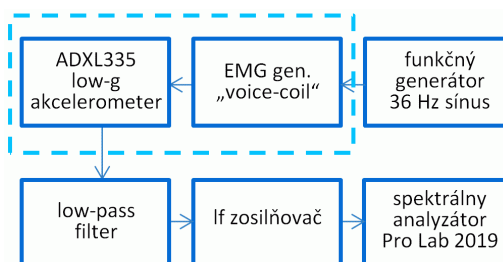 ADXL335
low-g
akcelerometer
EMG gen.
„voice-coil“
funkčný
generátor
36 Hz sínus
low-pass
filter
lf zosilňovač
spektrálny
analyzátor
Pro Lab 2019